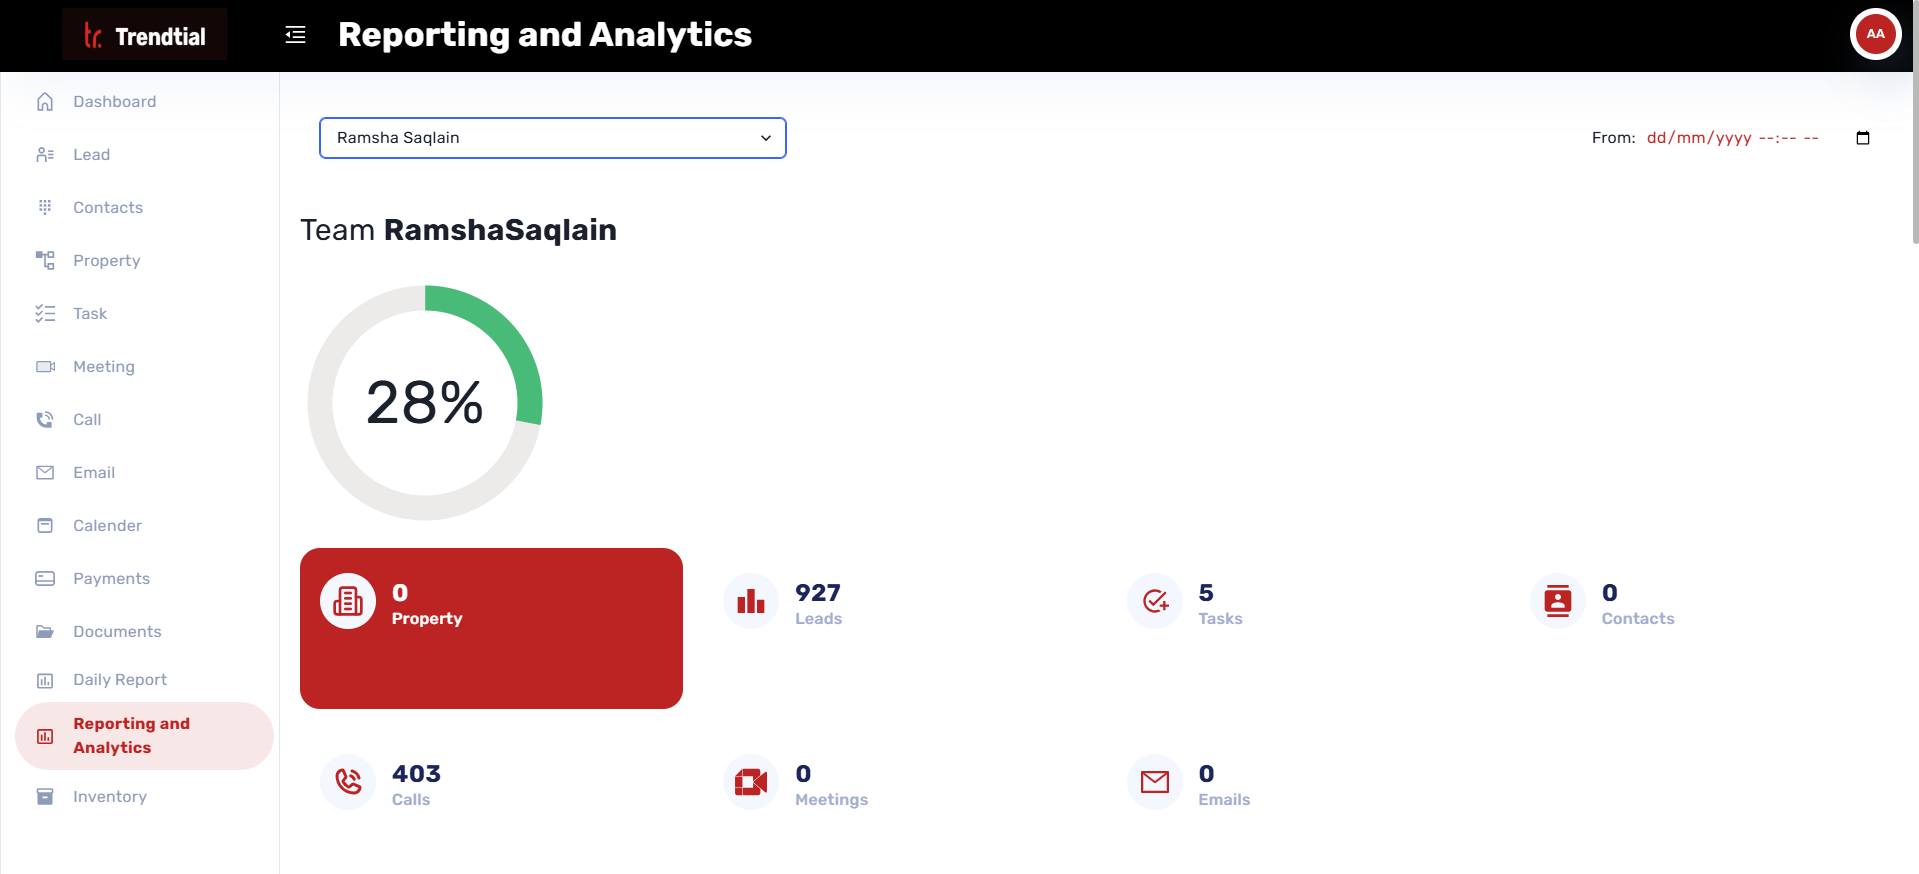 tr. Trendtial
Reporting and Analytics
AA
Dashboard
Lead
Contacts
Property
Task
Meeting
Call
Email
Calender
Payments
Documents
Daily Report
Reporting and
Analytics
Inventory
Ramsha Saqlain
From: dd/mm/yyyy --:-- --
Team RamshaSaqlain
28%
0
Property
927
Leads
5
Tasks
0
Contacts
403
Calls
0
Meetings
0
Emails